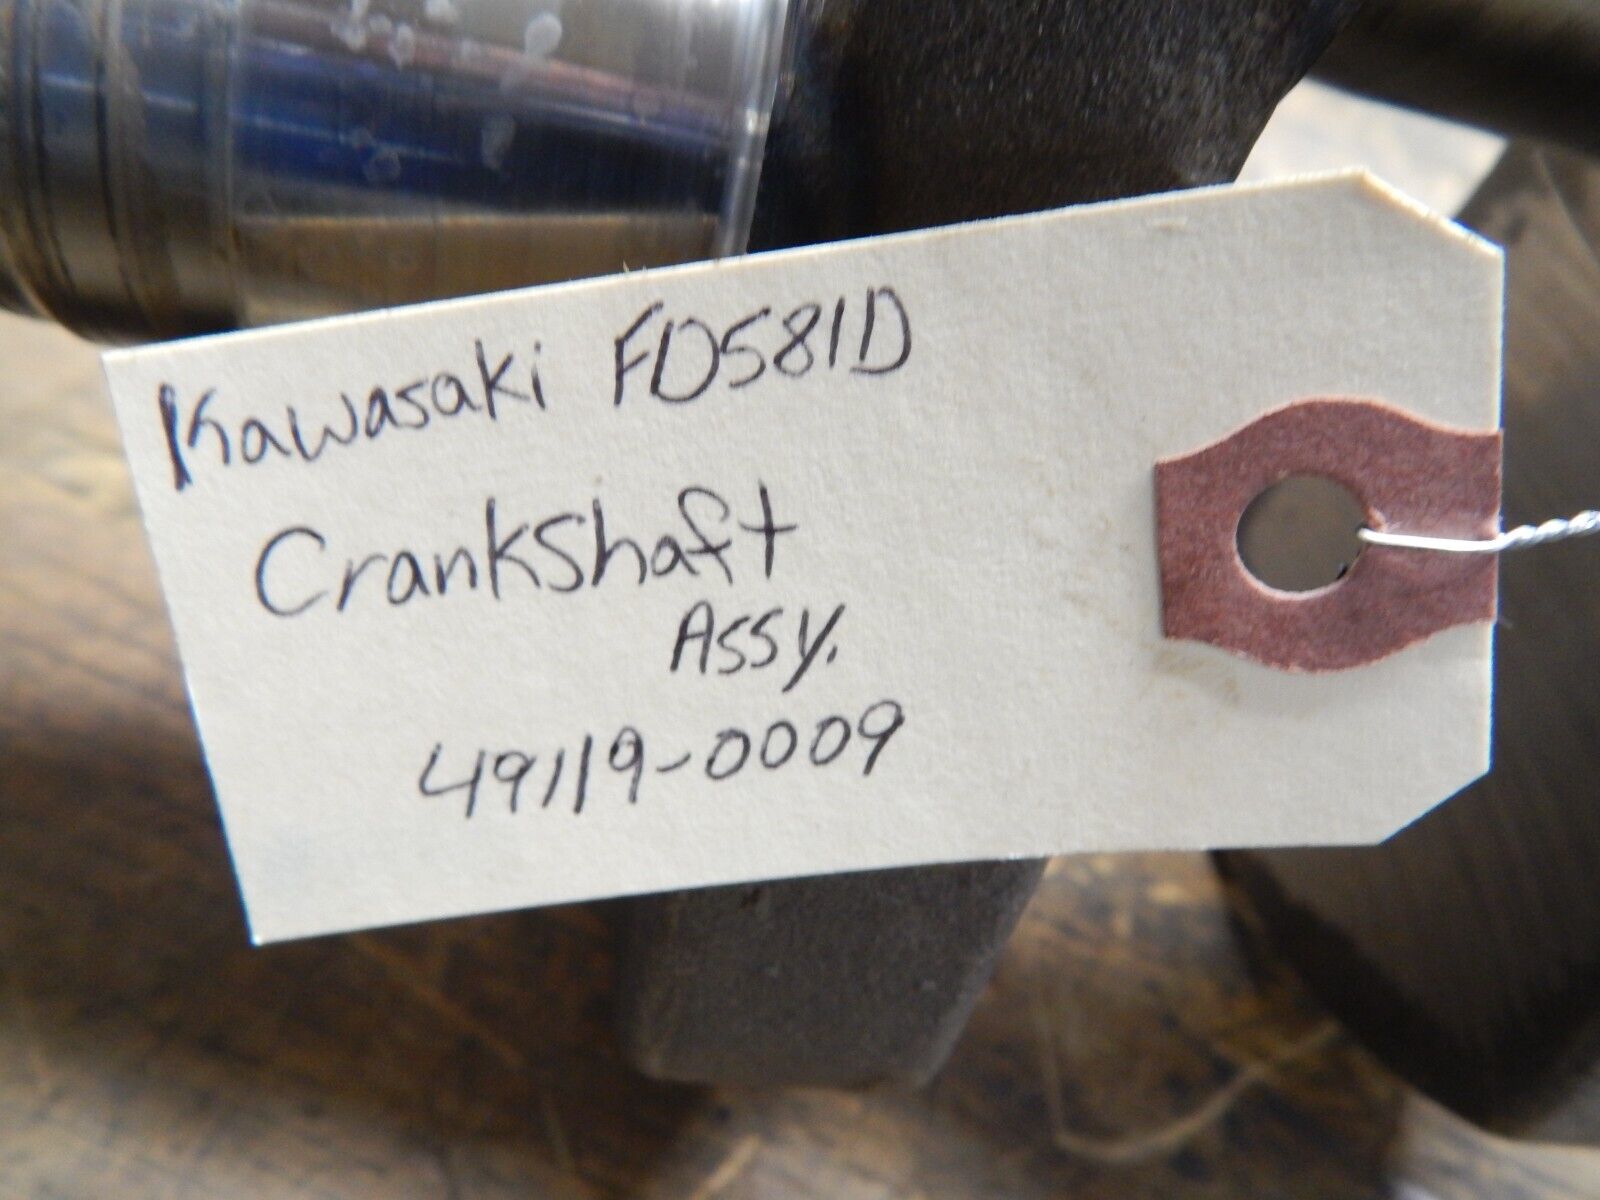 Kawasaki FD581D
Crankshaft
Assy.
49119-0009